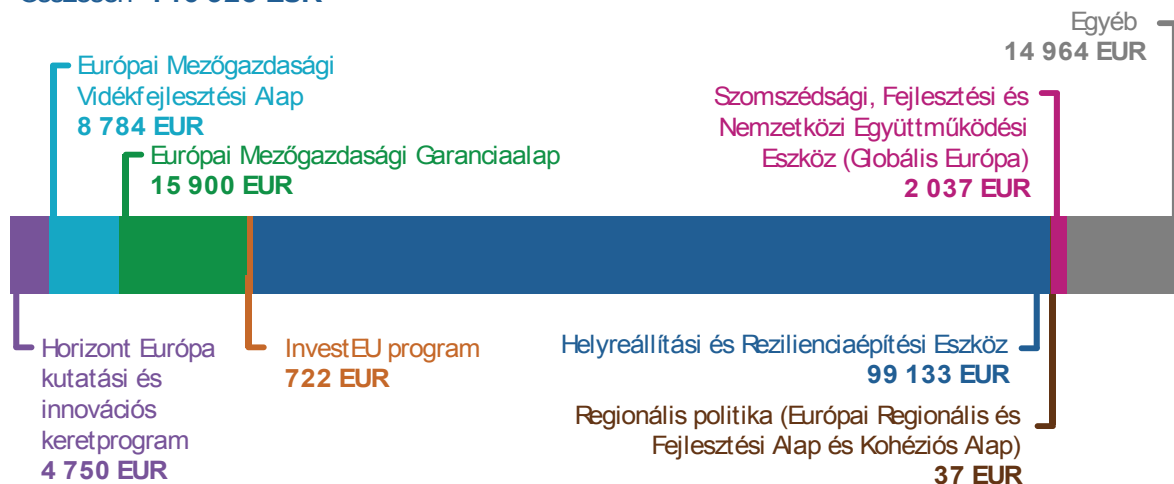 Egyéb
14 964 EUR
Európai Mezőgazdasági
Vidékfejlesztési Alap
8 784 EUR
Szomszédsági, Fejlesztési és
Nemzetközi Együttműködési
Eszköz (Globális Európa)
2 037 EUR
Európai Mezőgazdasági Garanciaalap
15 900 EUR
Horizont Európa
kutatási és
innovációs
keretprogram
4 750 EUR
InvestEU program
722 EUR
Helyreállítási és Rezilienciaépítési Eszköz
99 133 EUR
Regionális politika (Európai Regionális és
Fejlesztési Alap és Kohéziós Alap)
37 EUR